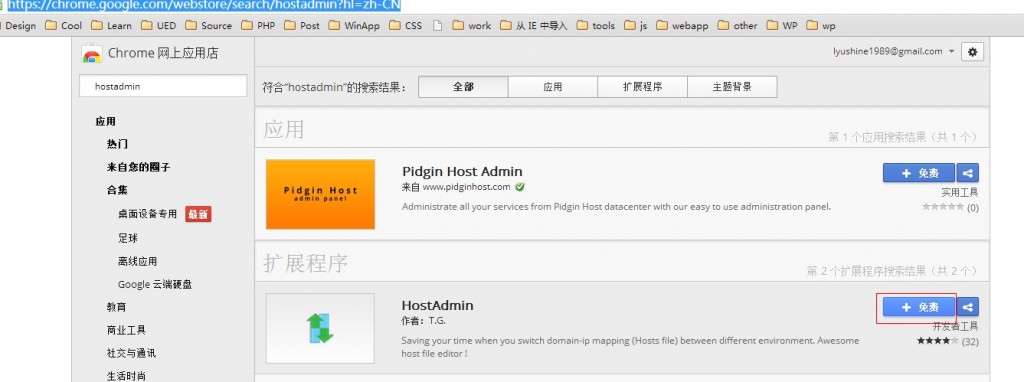 https://chrome.google.com/webstore/search/hostadmin?hl=zh-CN
Design Cool Learn UED Source PHP Post WinApp CSS work 从 IE 中导入 tools js webapp other WP wp
Chrome 网上应用店
lyushine1989@gmail.com
hostadmin
符合“hostadmin”的搜索结果：
全部 应用 扩展程序 主题背景
应用
热门
来自您的圈子
合集
桌面设备专用 最新
足球
离线应用
Google 云端硬盘
教育
商业工具
社交与通讯
生活时尚
应用
第 1 个应用搜索结果（共 1 个）
Pidgin Host
admin panel
Pidgin Host Admin
来自 www.pidginhost.com
Administrate all your services from Pidgin Host datacenter with our easy to use administration panel.
+ 免费
实用工具
(0)
扩展程序
第 2 个扩展程序搜索结果（共 2 个）
HostAdmin
作者：T.G.
Saving your time when you switch domain-ip mapping (Hosts file) between different environment. Awesome
host file editor !
+ 免费
开发者工具
(32)